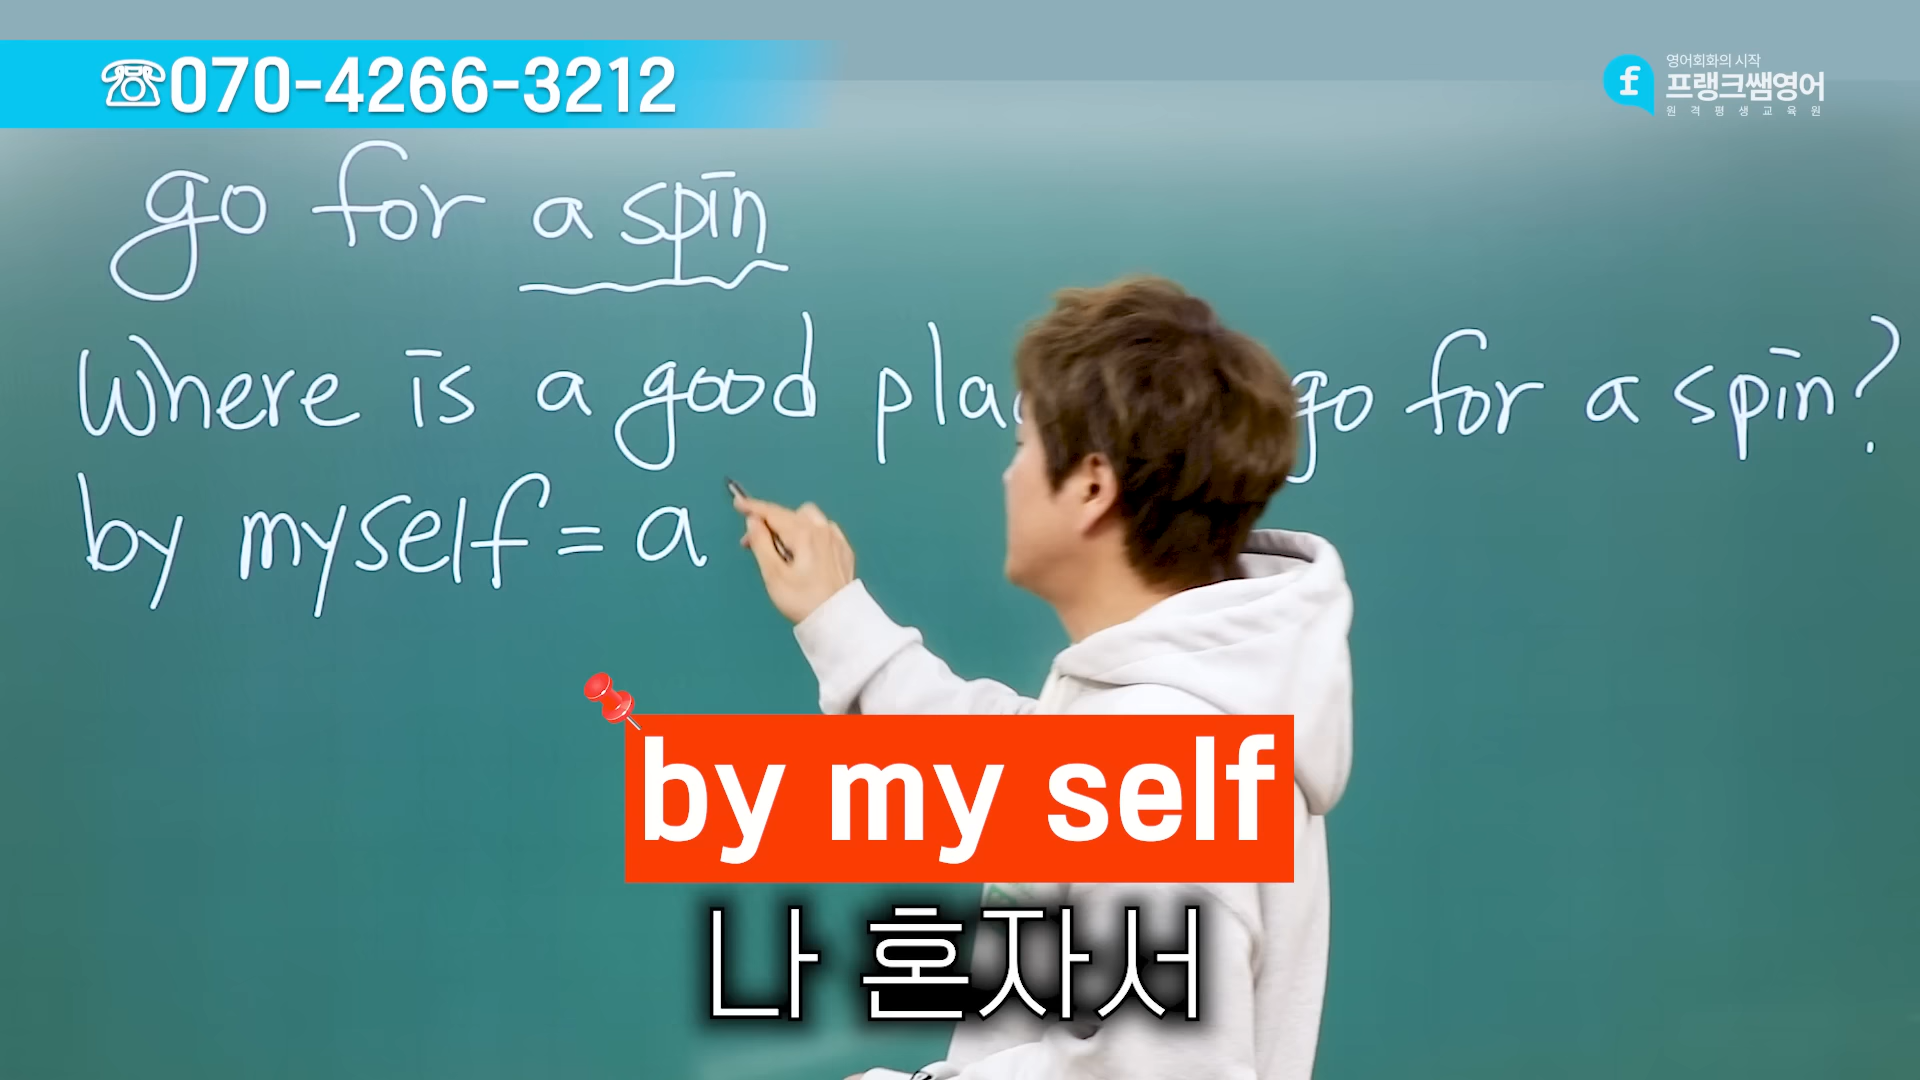 ☏070-4266-3212
영어회화의 시작
프랭크쌤영어
원격평생교육원
go for a spin
Where is a good pla go for a spin?
by myself = a
by my self
나 혼자서